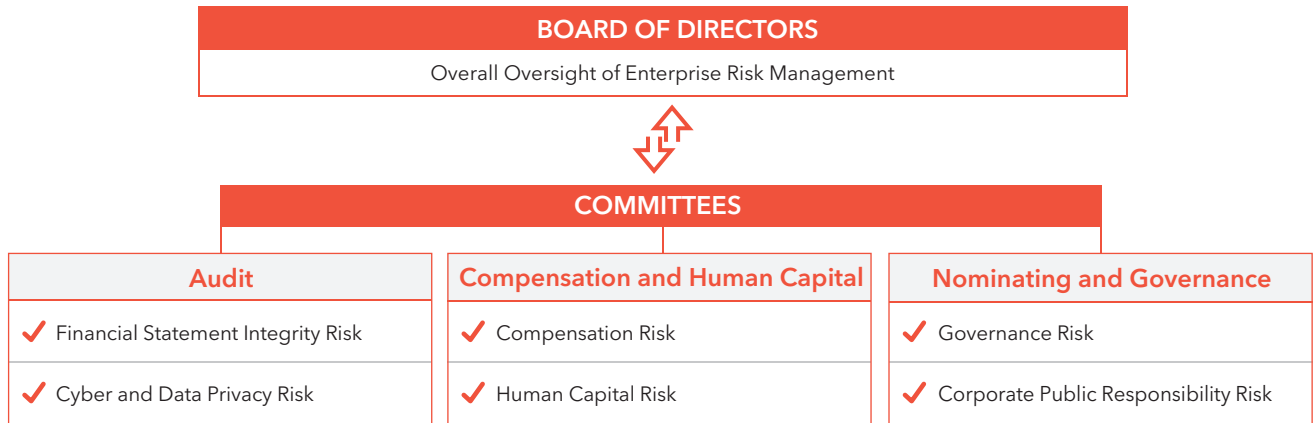 BOARD OF DIRECTORS
Overall Oversight of Enterprise Risk Management
COMMITTEES
Audit
Financial Statement Integrity Risk
Cyber and Data Privacy Risk
Compensation and Human Capital
Compensation Risk
Human Capital Risk
Nominating and Governance
Governance Risk
Corporate Public Responsibility Risk